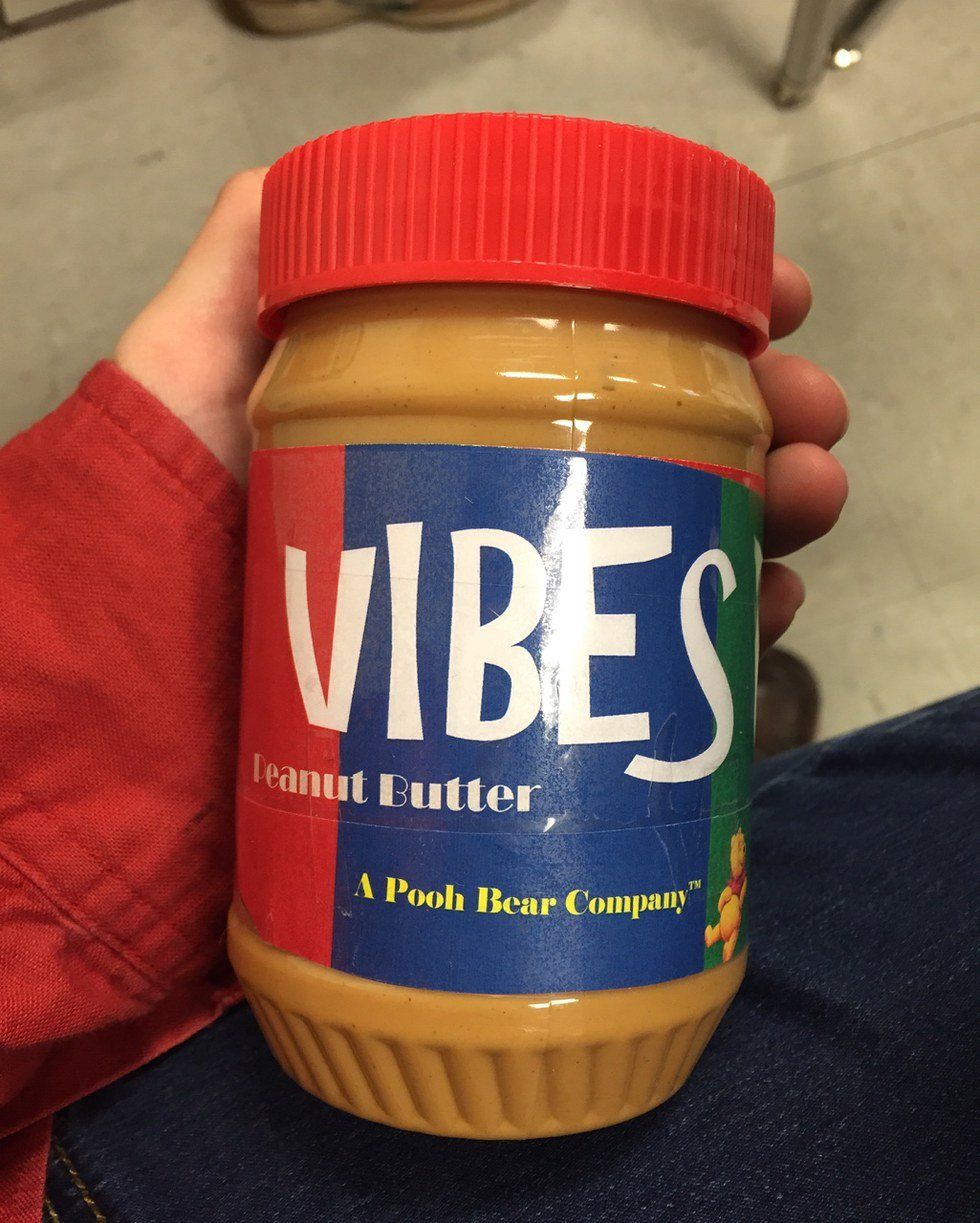 VIBES
Peanut Butter
A Pooh Bear Company™